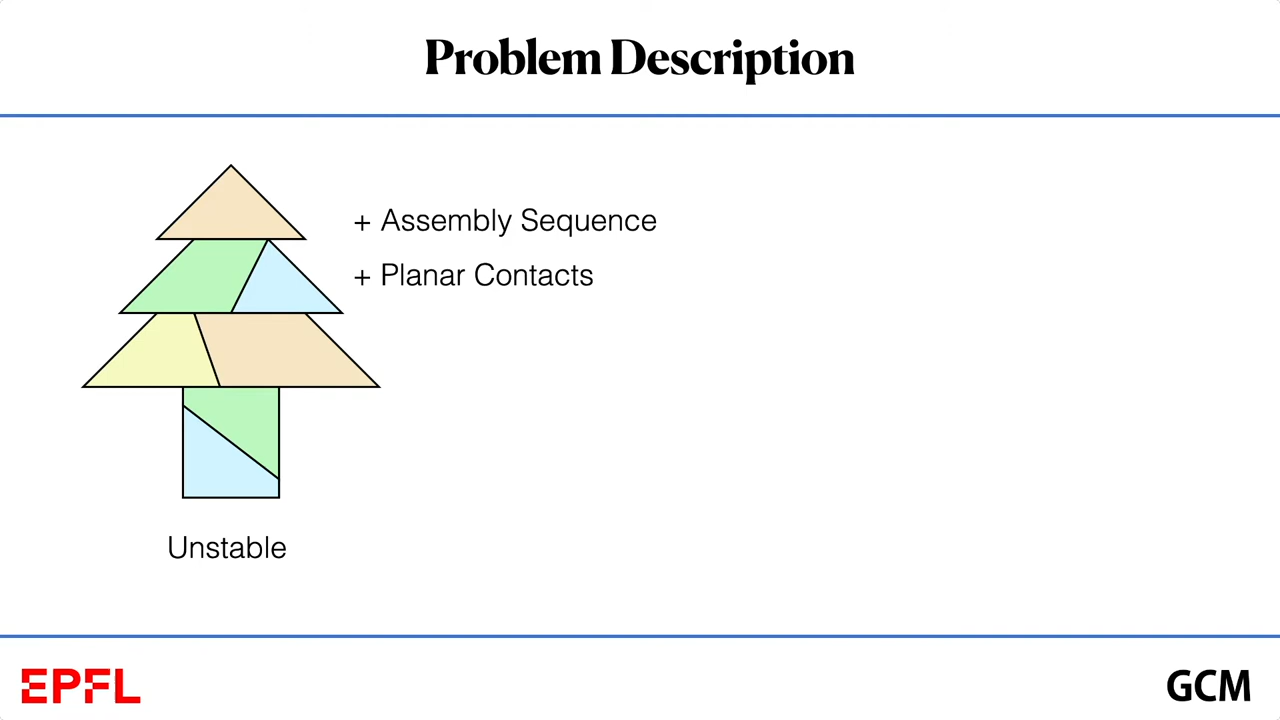 Problem Description
+ Assembly Sequence
+ Planar Contacts
Unstable
EPFL
GCM